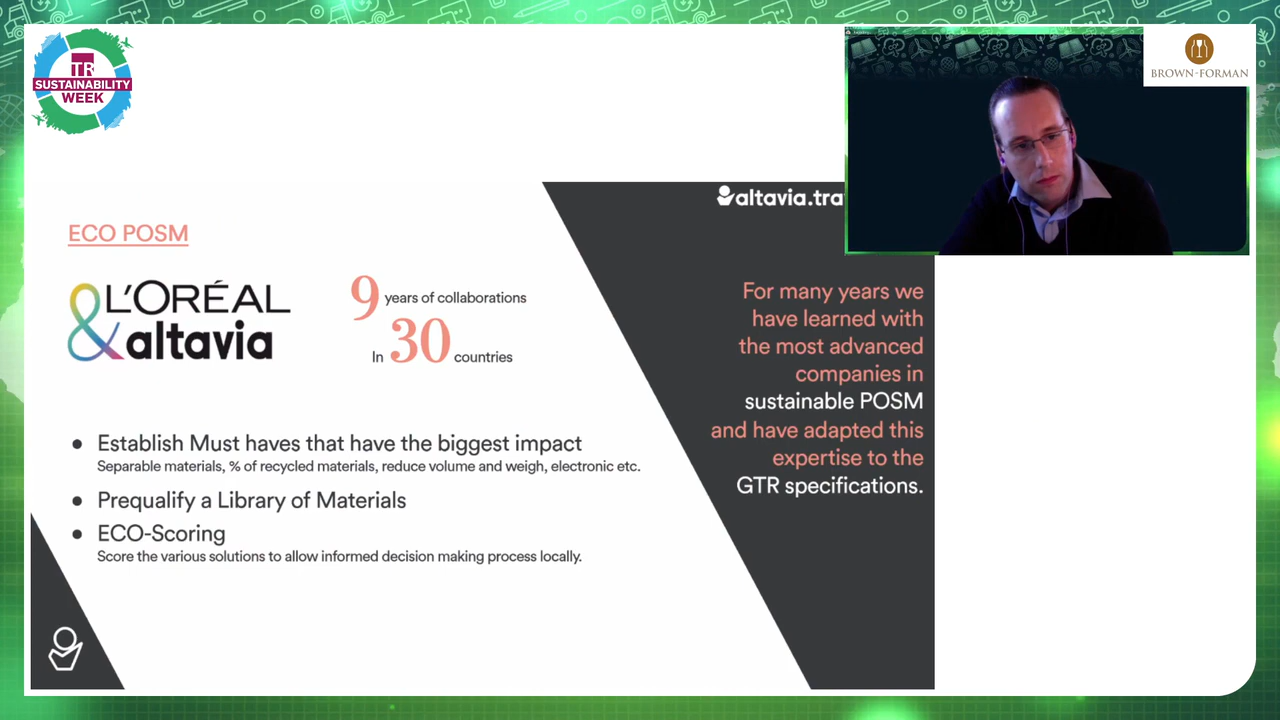 TR
SUSTAINABILITY
WEEK
BROWN-FORMAN
altavia.tra
ECO POSM
L'ORÉAL
& altavia
9 years of collaborations
In 30 countries
For many years we
have learned with
the most advanced
companies in
sustainable POSM
and have adapted this
expertise to the
GTR specifications.
● Establish Must haves that have the biggest impact
Separable materials, % of recycled materials, reduce volume and weigh, electronic etc.
● Prequalify a Library of Materials
● ECO-Scoring
Score the various solutions to allow informed decision making process locally.